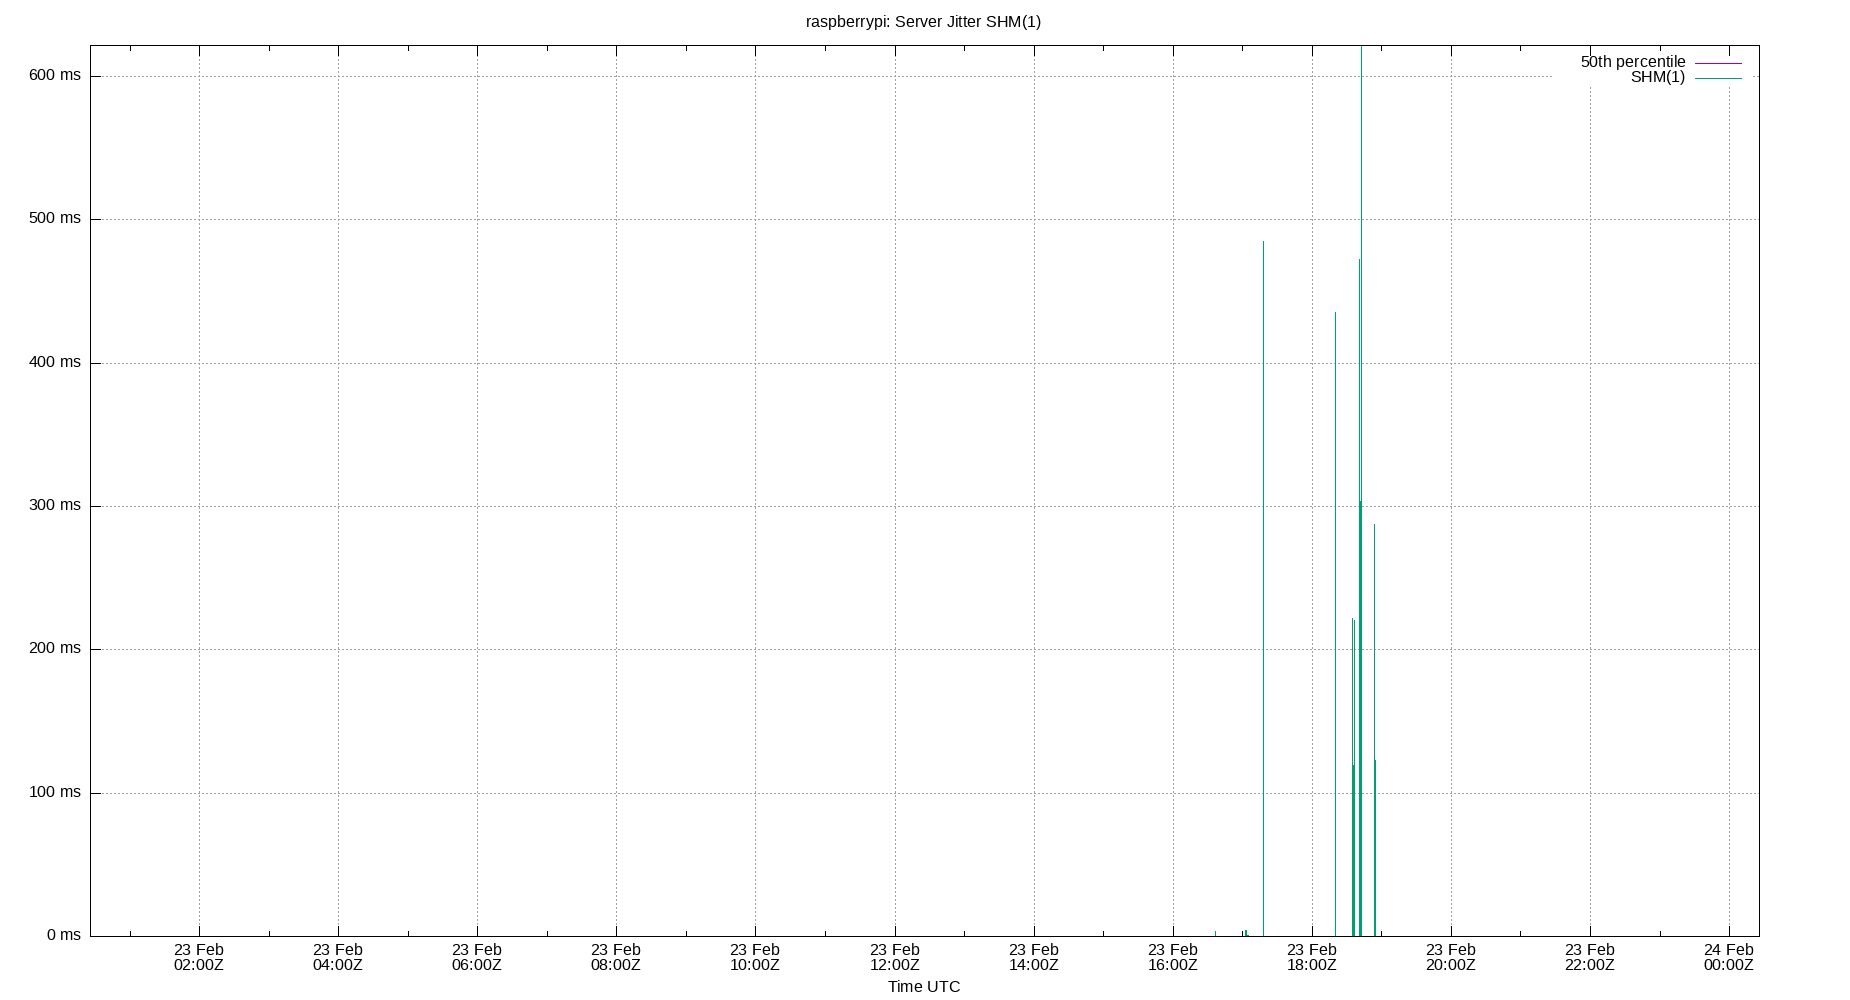 raspberrypi: Server Jitter SHM(1)
600 ms
500 ms
400 ms
300 ms
200 ms
100 ms
0 ms
50th percentile
SHM(1)
23 Feb 23 Feb 23 Feb 23 Feb 23 Feb 23 Feb 23 Feb 23 Feb 23 Feb 23 Feb 23 Feb 24 Feb
02:00Z 04:00Z 06:00Z 08:00Z 10:00Z 12:00Z 14:00Z 16:00Z 18:00Z 20:00Z 22:00Z 00:00Z
Time UTC